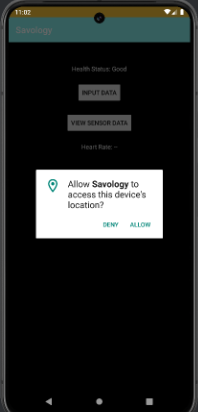 11:02
Savology
Health Status: Good
INPUT DATA
VIEW SENSOR DATA
Heart Rate: --
Allow Savology to
access this device's
location?
DENY ALLOW